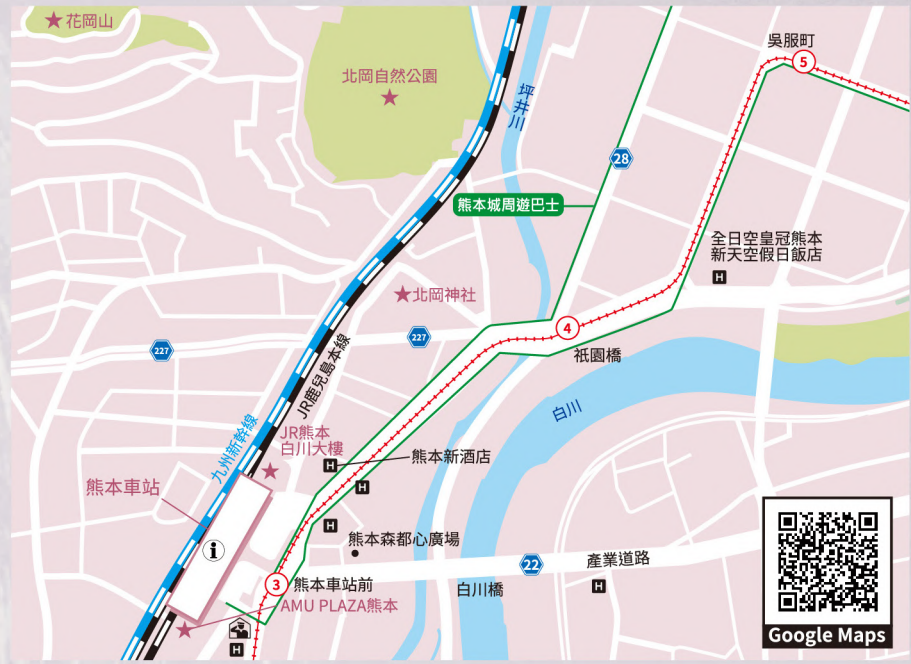 花岡山
北岡自然公園
坪井川
吳服町
5
28
熊本城周遊巴士
全日空皇冠熊本
新天空假日飯店
H
北岡神社
227
227
4
祇園橋
JR鹿兒島本線
白川
九州新幹線
JR熊本
白川大樓
H
熊本新酒店
熊本車站
H
H
i
熊本森都心廣場
22
產業道路
3
熊本車站前
白川橋
H
AMU PLAZA熊本
H
Google Maps